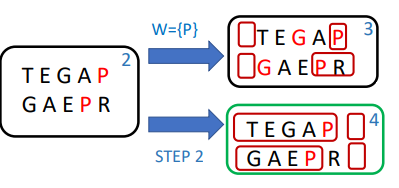 2
T E G A P
G A E P R
W={P}
STEP 2
3
T E G A P
G A E P R
4
T E G A P
G A E P R